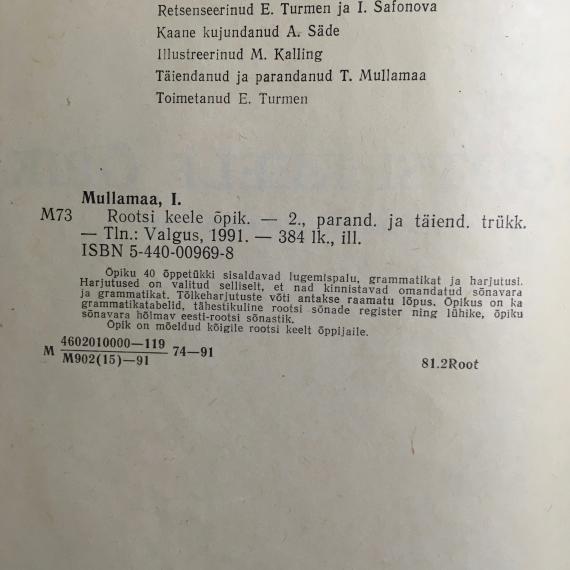 Retsenseerinud E. Turmen ja I. Safonova
Kaane kujundanud A. Säde
Illustreerinud M. Kalling
Täiendanud ja parandanud T. Mullamaa
Toimetanud E. Turmen
Mullamaa, I.
M73 Rootsi keele õpik. — 2., parand. ja täiend. trükk.
— Tln.: Valgus, 1991. — 384 lk., ill.
ISBN 5-440-00969-8
Õpiku 40 õppetükki sisaldavad lugemispalu, grammatikat ja harjutusi.
Harjutused on valitud selliselt, et nad kinnistavad omandatud sõnavara
ja grammatikat. Tõlkeharjutuste võti antakse raamatu lõpus. Õpikus on ka
grammatikatabelid, tähestikuline rootsi sõnade register ning lühike, õpiku
sõnavara hõlmav eesti-rootsi sõnastik.
Õpik on mõeldud kõigile rootsi keelt õppijaile.
M 4602010000—119
M902(15)—91 74—91
81.2Root